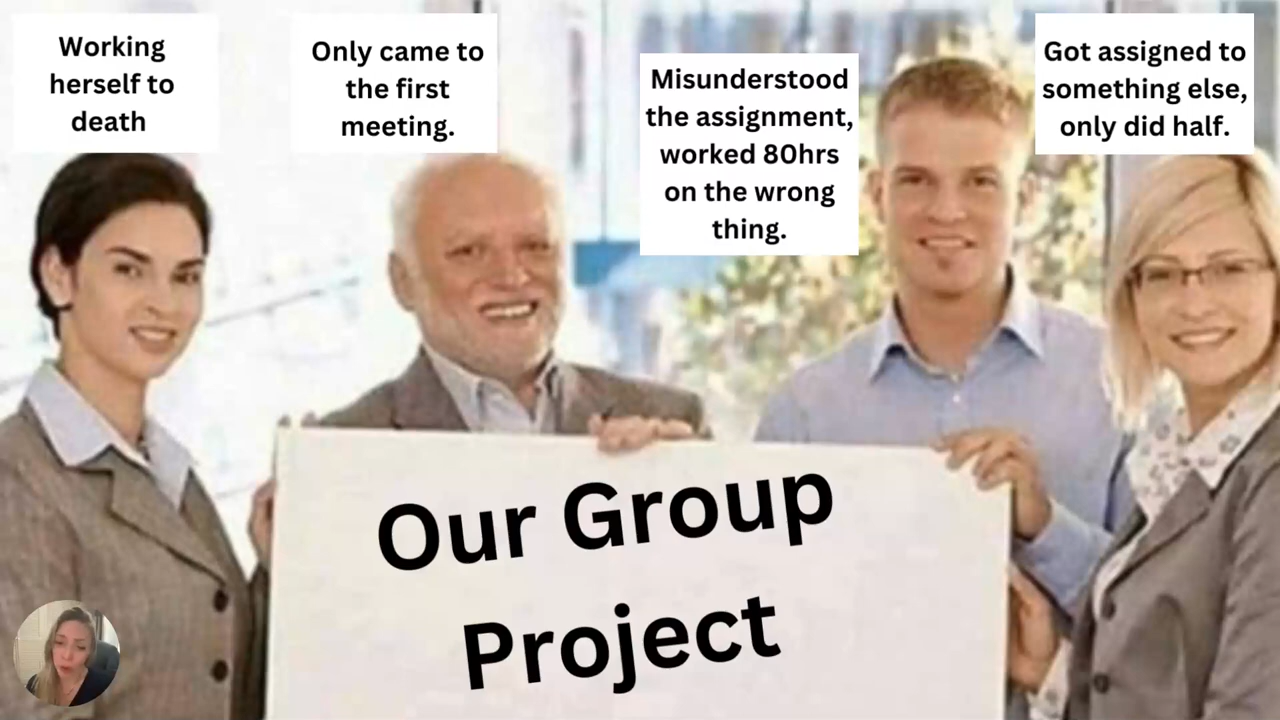 Working
herself to
death
Only came to
the first
meeting.
Misunderstood
the assignment,
worked 80hrs
on the wrong
thing.
Got assigned to
something else,
only did half.
Our Group
Project